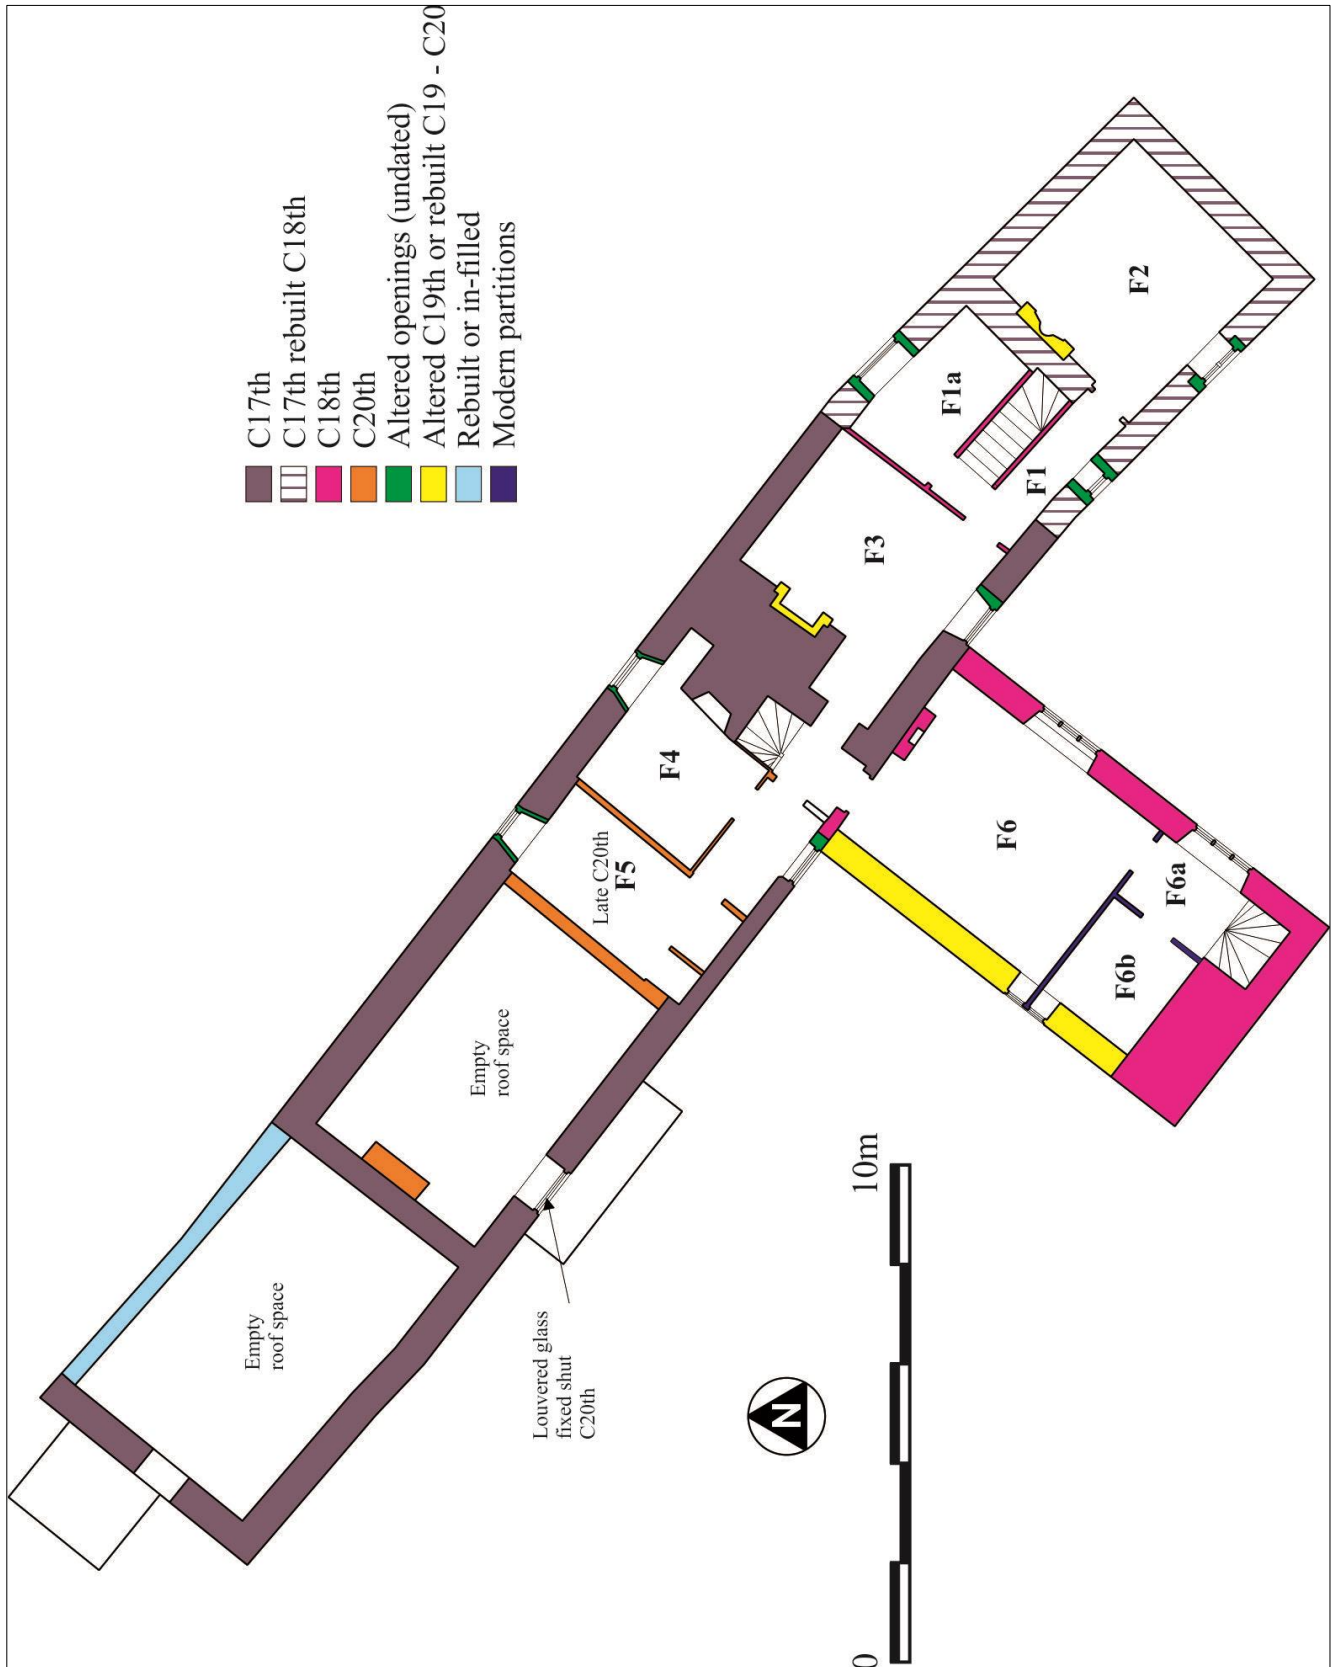 C17th
C17th rebuilt C18th
C18th
C20th
Altered openings (undated)
Altered C19th or rebuilt C19 - C20
Rebuilt or in-filled
Modern partitions
F2
F1a
F1
F3
F4
Late C20th
F5
F6
F6a
F6b
Empty
roof space
Empty
roof space
Louvered glass
fixed shut
C20th
N
0
10m